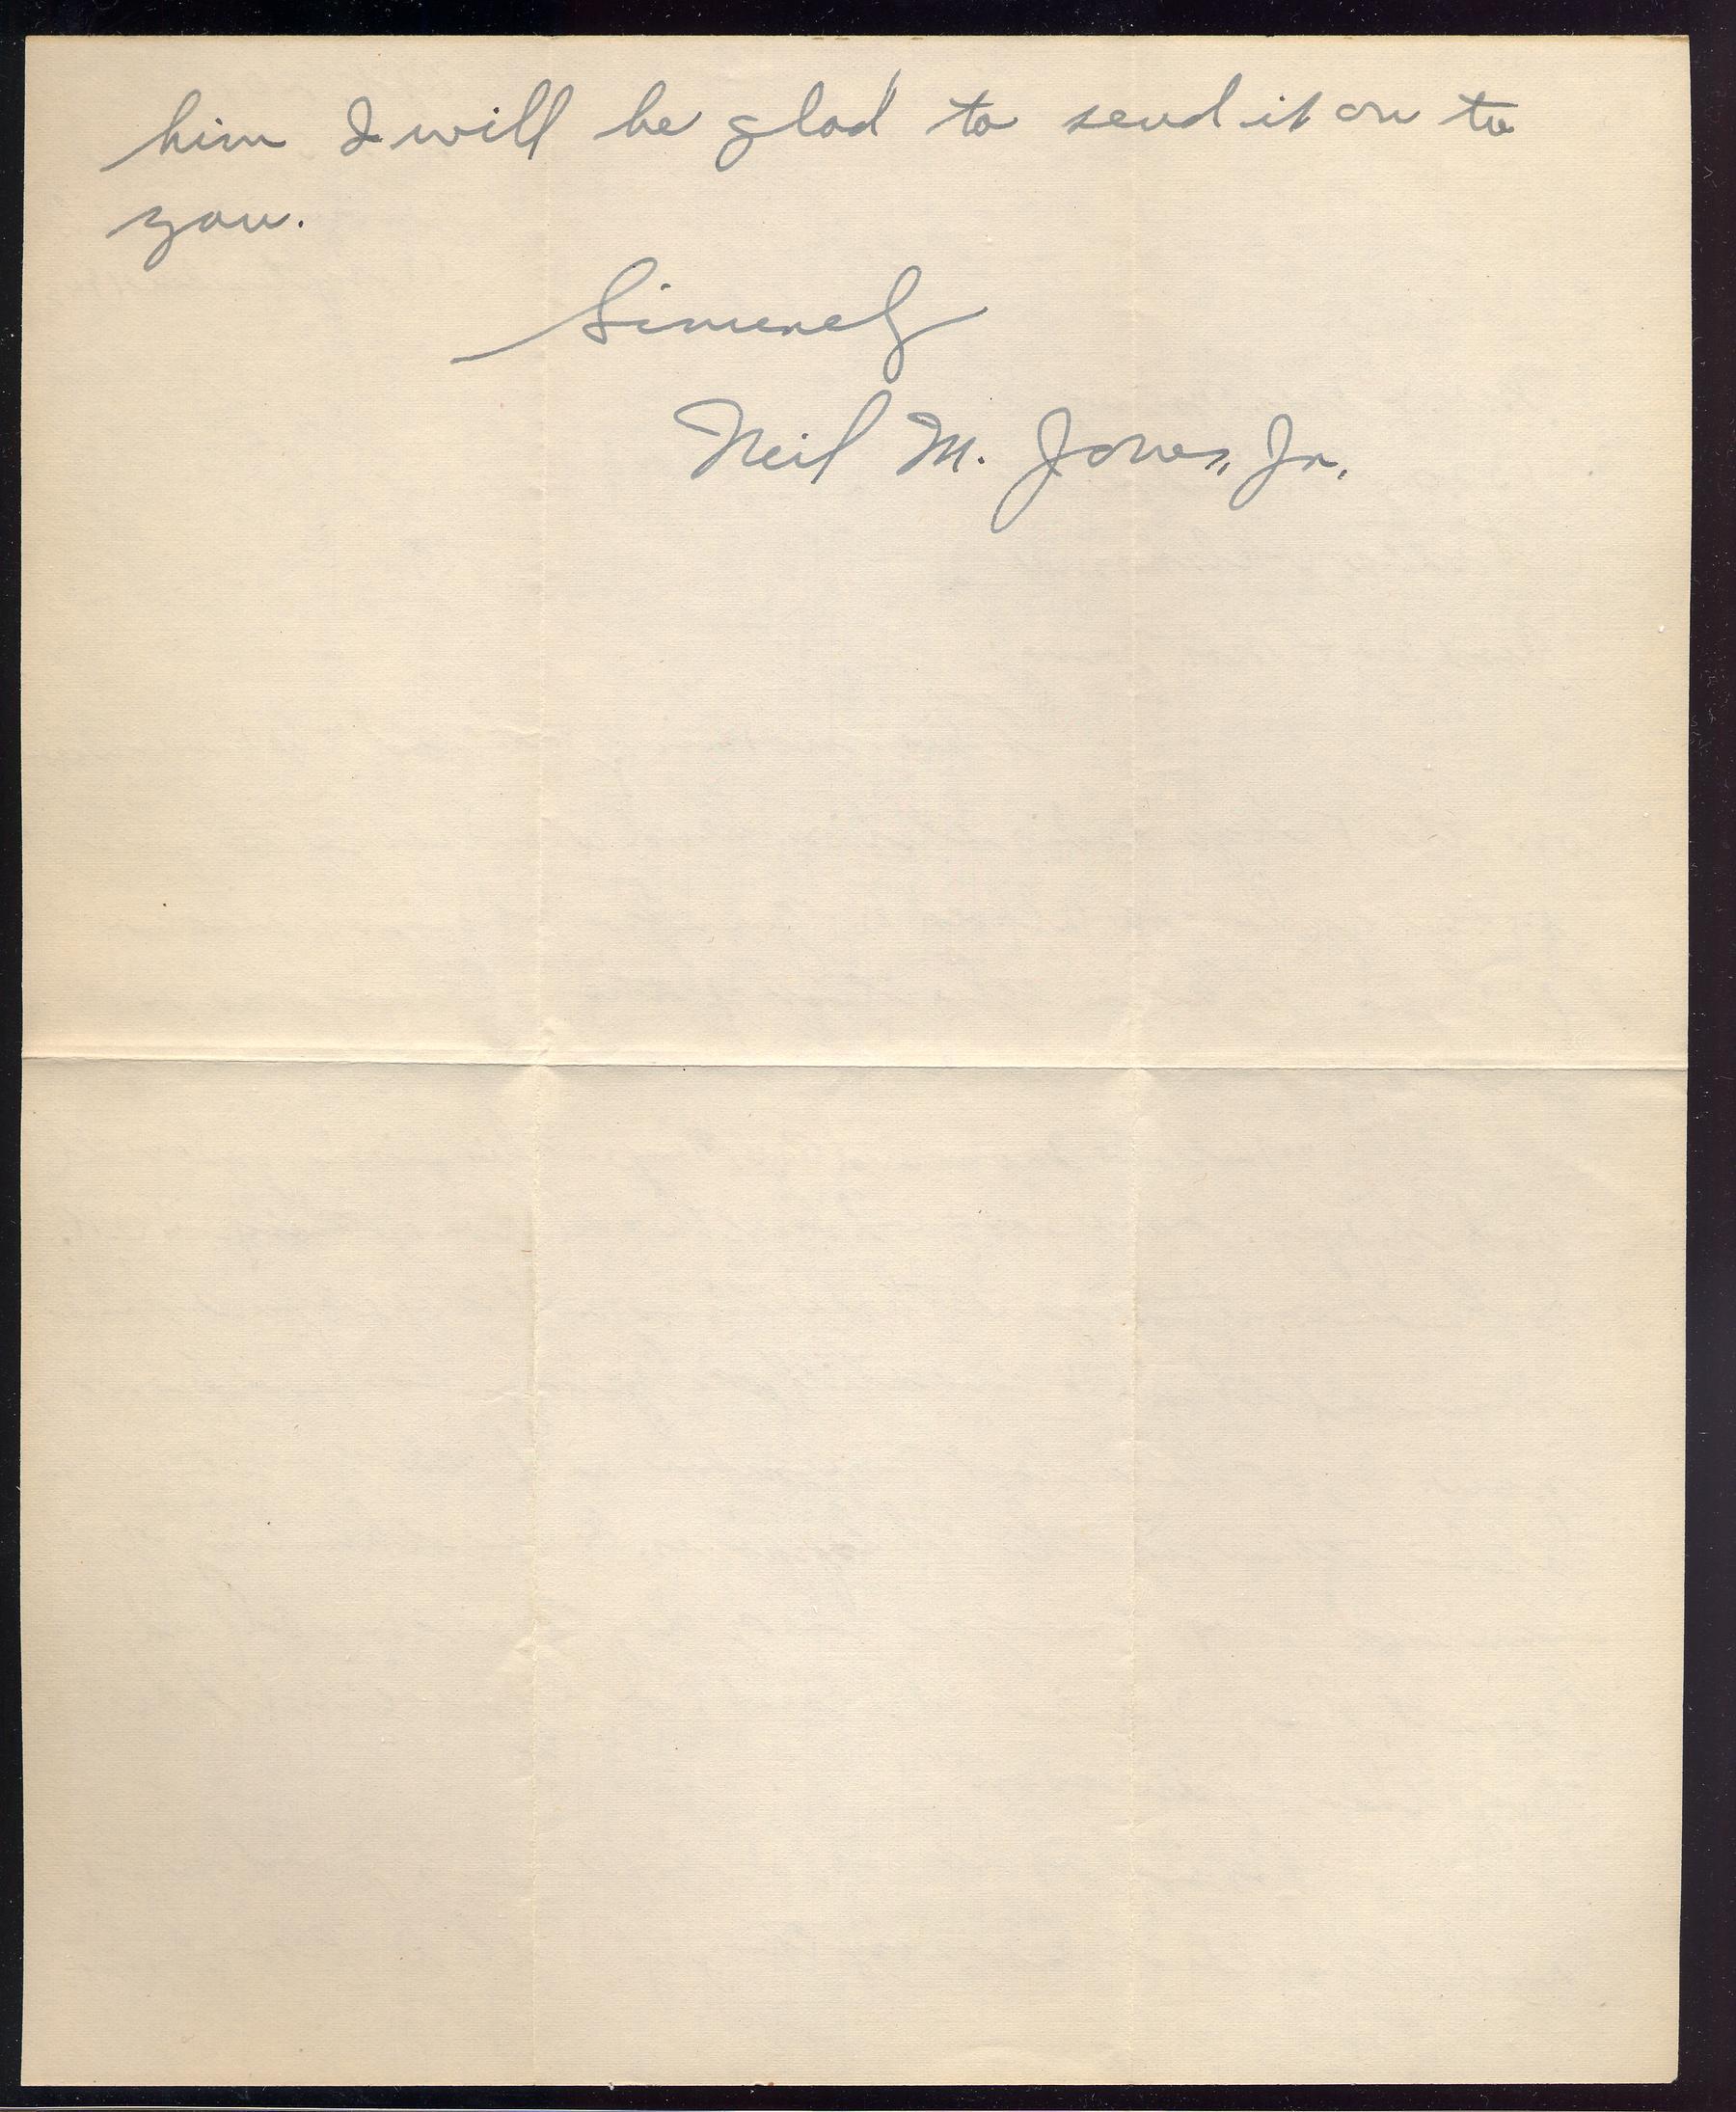 him I will be glad to send it on to
you.
Sincerely
Neil M. Jones, Jr.